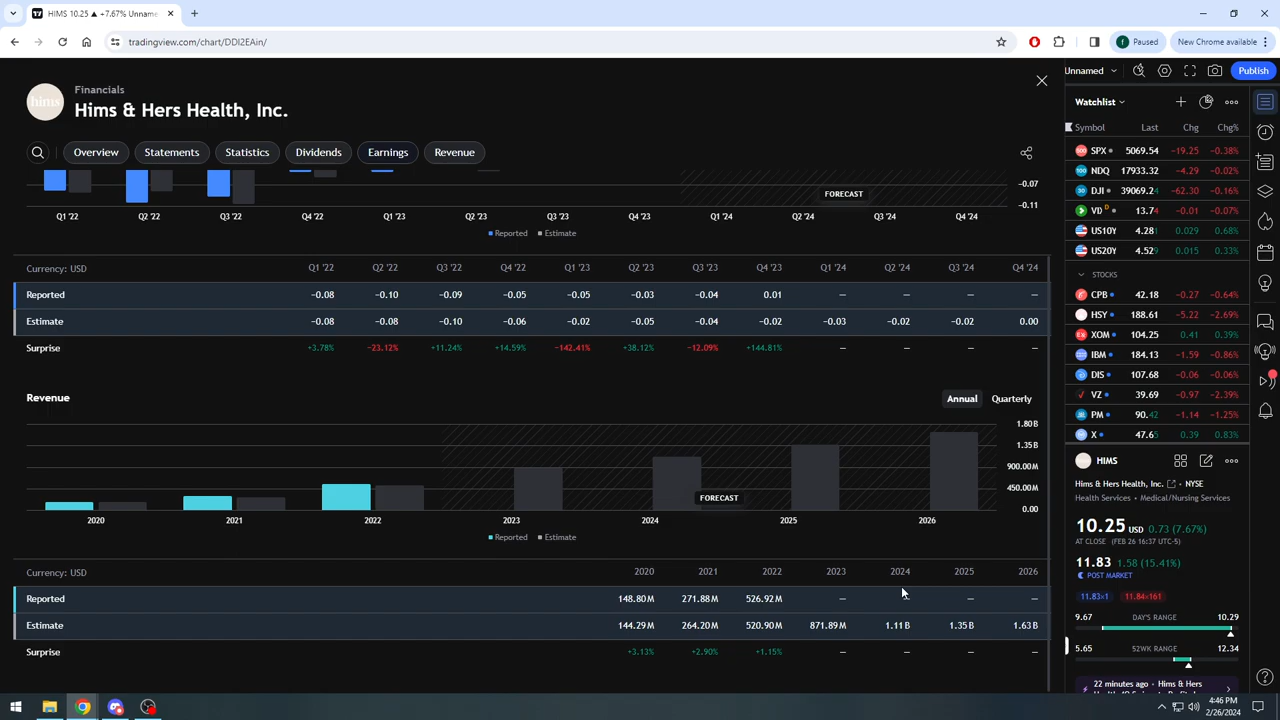 HIMS 10.25 ▲ +7.67% Unname
tradingview.com/chart/DDI2EAin/
f Paused
New Chrome available
Financials
hims
Hims & Hers Health, Inc.
Overview Statements Statistics Dividends Earnings Revenue
−0.07
FORECAST
−0.11
Q1 '22 Q2 '22 Q3 '22 Q4 '22 Q1 '23 Q2 '23 Q3 '23 Q4 '23 Q1 '24 Q2 '24 Q3 '24 Q4 '24
Reported Estimate
Currency: USD Q1 '22 Q2 '22 Q3 '22 Q4 '22 Q1 '23 Q2 '23 Q3 '23 Q4 '23 Q1 '24 Q2 '24 Q3 '24 Q4 '24
Reported −0.08 −0.10 −0.09 −0.05 −0.05 −0.03 −0.04 0.01 — — — —
Estimate −0.08 −0.08 −0.10 −0.06 −0.02 −0.05 −0.04 −0.02 −0.03 −0.02 −0.02 0.00
Surprise +3.78% −23.12% +11.24% +14.59% −142.41% +38.12% −12.09% +144.81% — — — —
Revenue
Annual Quarterly
1.80B
1.35B
900.00M
450.00M
0.00
FORECAST
2020 2021 2022 2023 2024 2025 2026
Reported Estimate
Currency: USD 2020 2021 2022 2023 2024 2025 2026
Reported 148.80M 271.88M 526.92M — — — —
Estimate 144.29M 264.20M 520.90M 871.89M 1.11B 1.35B 1.63B
Surprise +3.13% +2.90% +1.15% — — — —
Unnamed
Publish
Watchlist
Symbol Last Chg Chg%
SPX 5069.54 −19.25 −0.38%
NDQ 17933.32 −4.29 −0.02%
DJI 39069.24 −62.30 −0.16%
VD D 13.74 −0.01 −0.07%
US10Y 4.281 0.029 0.68%
US20Y 4.529 0.015 0.33%
STOCKS
CPB 42.18 −0.27 −0.64%
HSY 188.61 −5.22 −2.69%
XOM 104.25 0.41 0.39%
IBM 184.13 −1.59 −0.86%
DIS 107.68 −0.06 −0.06%
VZ 39.69 −0.97 −2.39%
PM 90.42 −1.14 −1.25%
X 47.65 0.39 0.83%
HIMS
Hims & Hers Health, Inc. • NYSE
Health Services • Medical/Nursing Services
10.25 USD 0.73 (7.67%)
AT CLOSE (FEB 26 16:37 UTC-5)
11.83 1.58 (15.41%)
POST MARKET
11.83×1 11.84×161
9.67 DAY'S RANGE 10.29
5.65 52WK RANGE 12.34
22 minutes ago • Hims & Hers
4:46 PM
2/26/2024